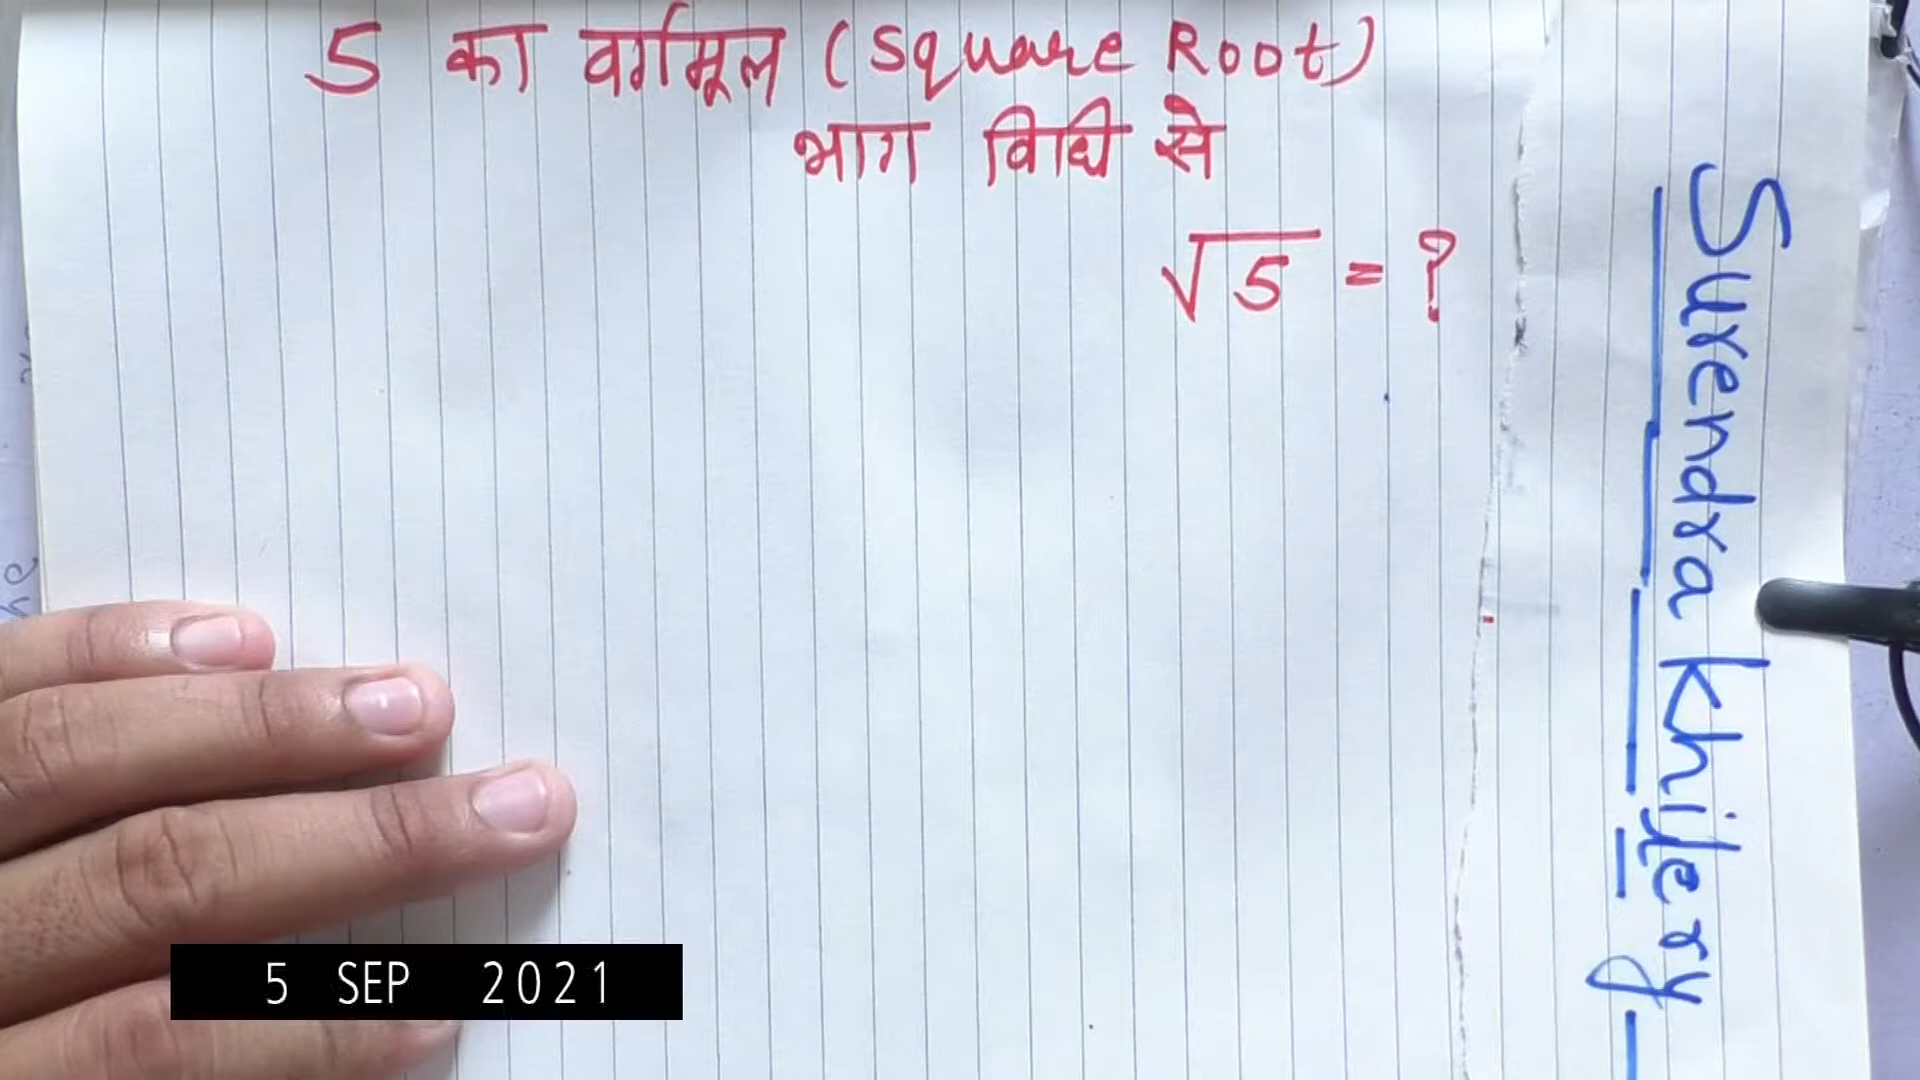 5 का वर्गमूल (Square Root)
भाग विधि से
√5 = ?
Surendra Khilery
5 SEP 2021